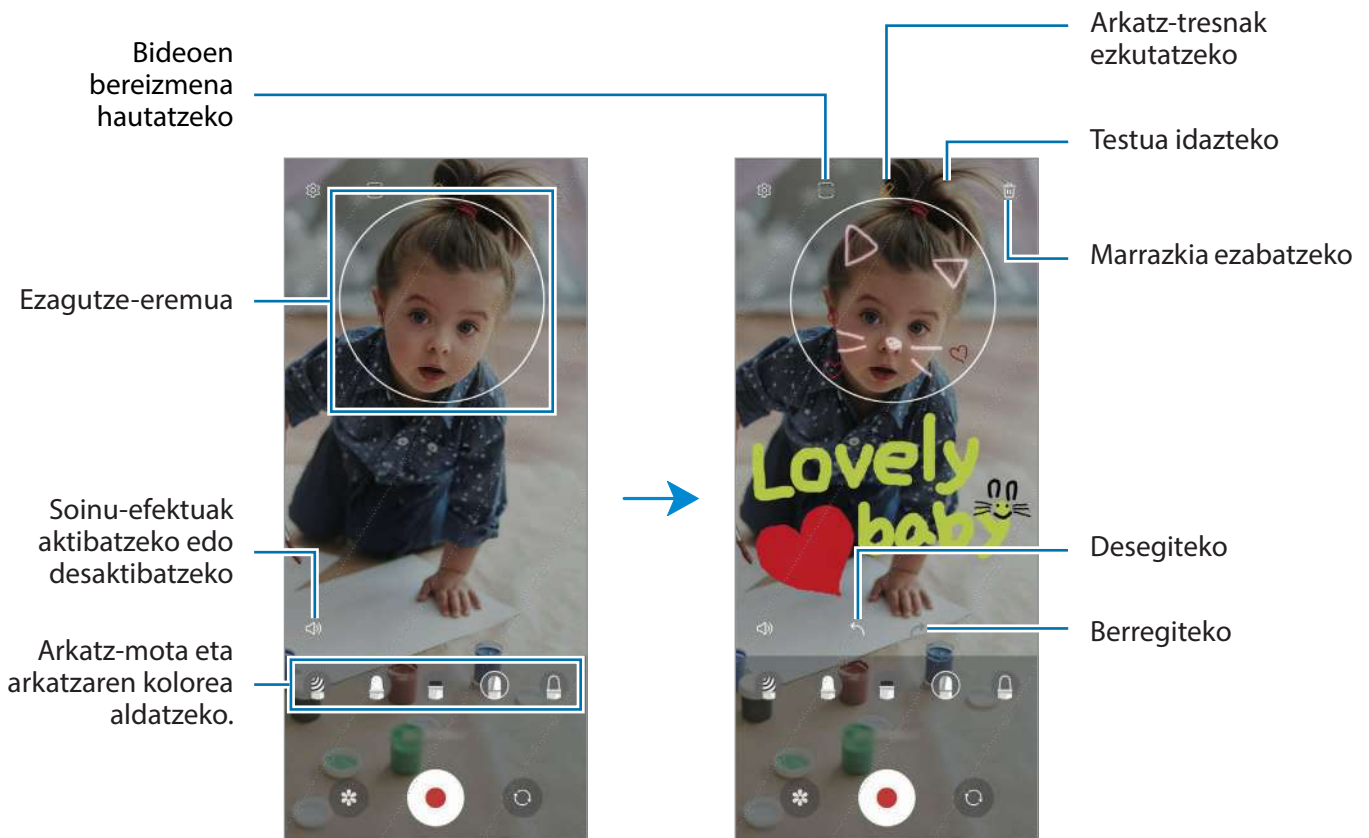 Bideoen
bereizmena
hautatzeko
Arkatz-tresnak
ezkutatzeko
Testua idazteko
Marrazkia ezabatzeko
Ezagutze-eremua
Lovely
baby
Soinu-efektuak
aktibatzeko edo
desaktibatzeko
Desegiteko
Berregiteko
Arkatz-mota eta
arkatzaren kolorea
aldatzeko.